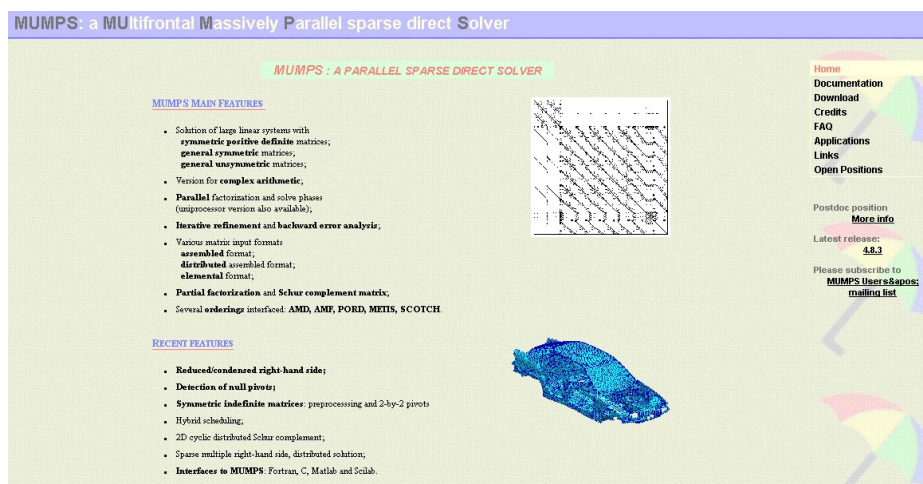 MUMPS: a MUltifrontal Massively Parallel sparse direct Solver
MUMPS : A PARALLEL SPARSE DIRECT SOLVER
MUMPS MAIN FEATURES
Solution of large linear systems with
symmetric positive definite matrices;
general symmetric matrices;
general unsymmetric matrices;
Version for complex arithmetic;
Parallel factorization and solve phases
(uniprocessor version also available);
Iterative refinement and backward error analysis;
Various matrix input formats
assembled format;
distributed assembled format;
elemental format;
Partial factorization and Schur complement matrix;
Several orderings interfaced: AMD, AMF, PORD, METIS, SCOTCH.
RECENT FEATURES
Reduced/condensed right-hand side;
Detection of null pivots;
Symmetric indefinite matrices: preprocesssing and 2-by-2 pivots
Hybrid scheduling;
2D cyclic distributed Schur complement;
Sparse multiple right-hand side, distributed solution;
Interfaces to MUMPS: Fortran, C, Matlab and Scilab.
Home
Documentation
Download
Credits
FAQ
Applications
Links
Open Positions
Postdoc position
More info
Latest release:
4.8.3
Please subscribe to
MUMPS Users&apos;
mailing list